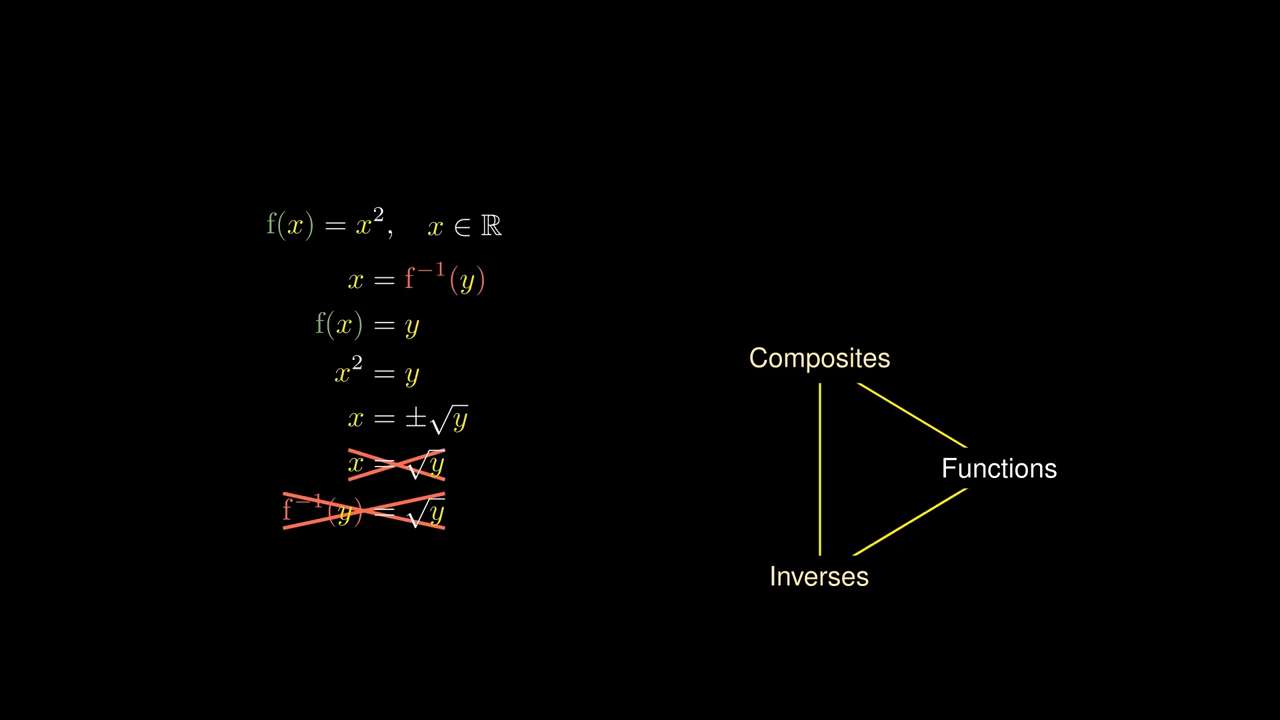 f(x) = x², x ∈ ℝ
x = f⁻¹(y)
f(x) = y
x² = y
x = ±√y
x = √y
f⁻¹(y) = √y
Composites
Functions
Inverses